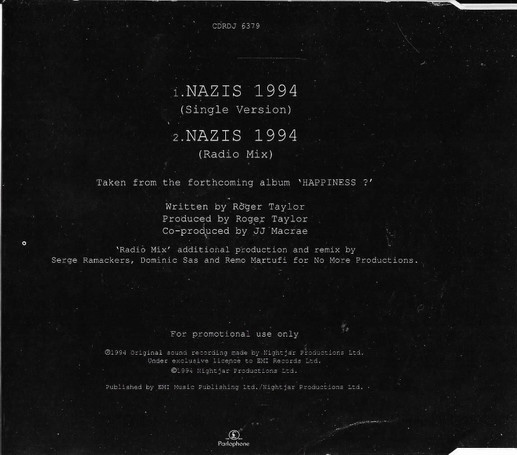 CDRDJ 6379
1.NAZIS 1994
(Single Version)
2.NAZIS 1994
(Radio Mix)
Taken from the forthcoming album 'HAPPINESS ?'
Written by Roger Taylor
Produced by Roger Taylor
Co-produced by JJ Macrae
'Radio Mix' additional production and remix by
Serge Ramackers, Dominic Sas and Remo Martufi for No More Productions.
For promotional use only
℗1994 Original sound recording made by Nightjar Productions Ltd.
Under exclusive licence to EMI Records Ltd.
©1994 Nightjar Productions Ltd.
Published by EMI Music Publishing Ltd./Nightjar Productions Ltd.
Parlophone